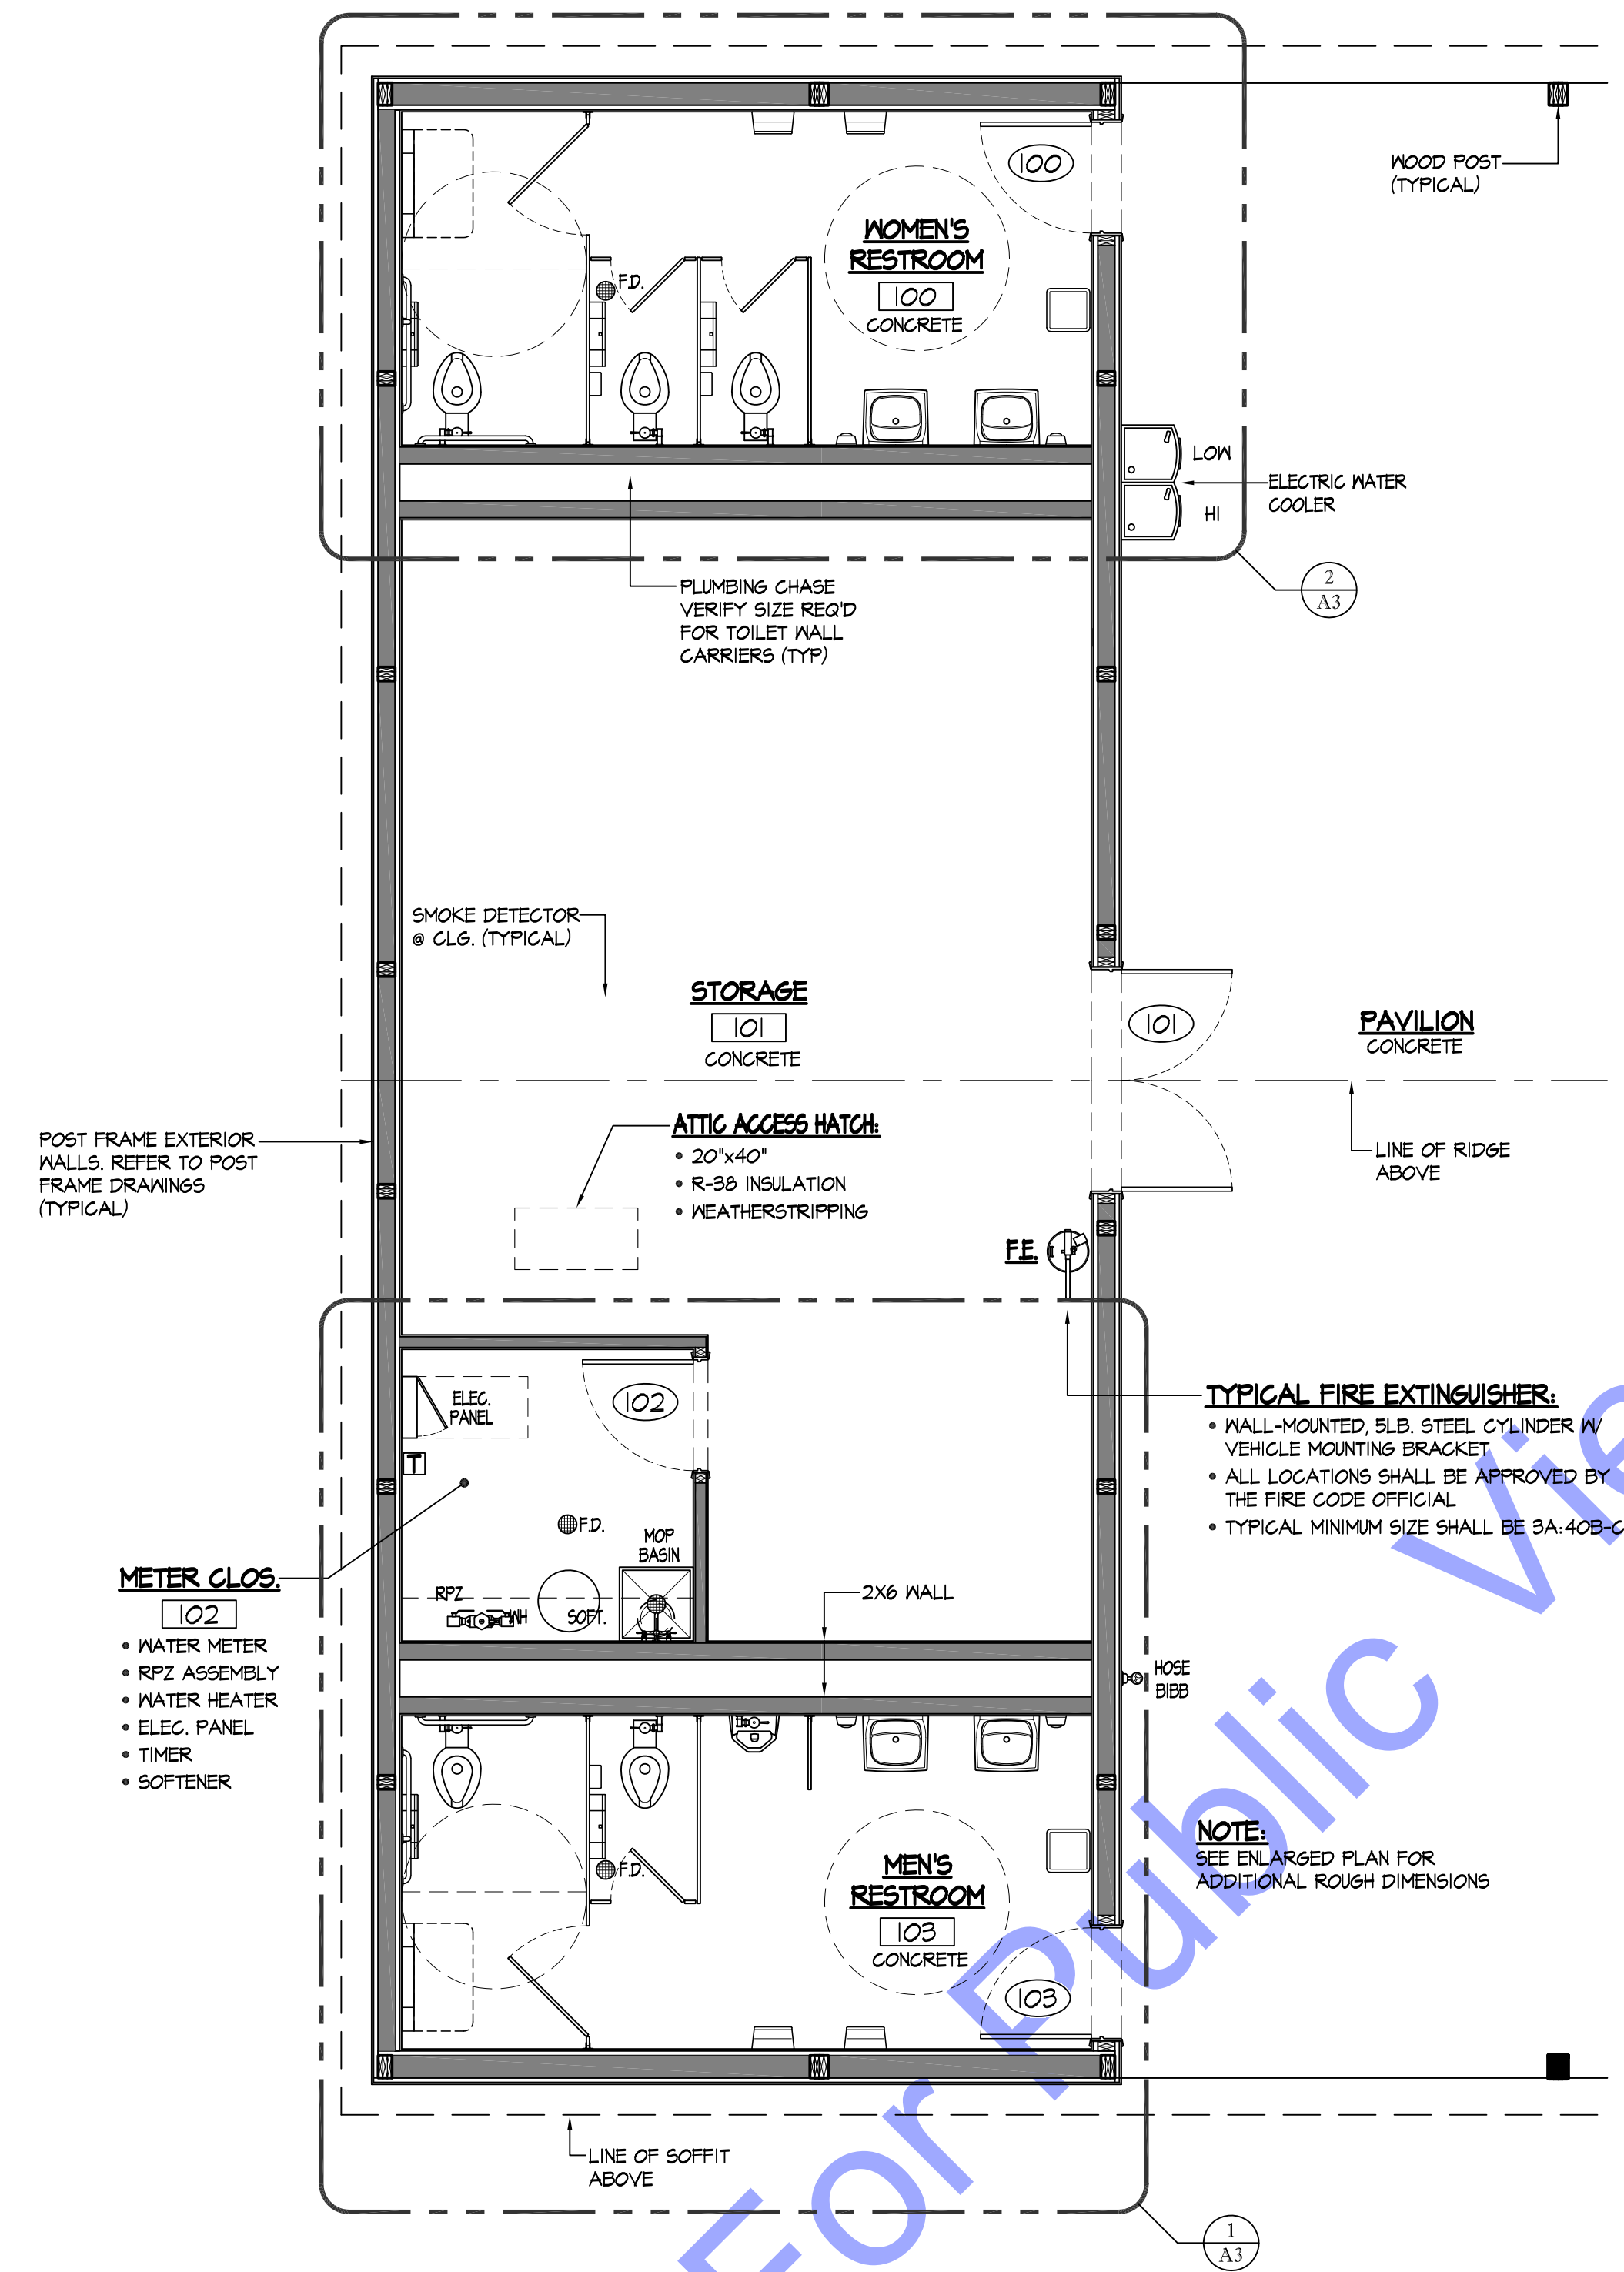 100
WOOD POST
(TYPICAL)
WOMEN'S
RESTROOM
100
CONCRETE
F.D.
LOW
ELECTRIC WATER
COOLER
HI
2
A3
PLUMBING CHASE
VERIFY SIZE REQ'D
FOR TOILET WALL
CARRIERS (TYP)
SMOKE DETECTOR
@ CLG. (TYPICAL)
STORAGE
101
CONCRETE
101
PAVILION
CONCRETE
POST FRAME EXTERIOR
WALLS. REFER TO POST
FRAME DRAWINGS
(TYPICAL)
ATTIC ACCESS HATCH:
• 20"x40"
• R-38 INSULATION
• WEATHERSTRIPPING
LINE OF RIDGE
ABOVE
F.E.
TYPICAL FIRE EXTINGUISHER:
• WALL-MOUNTED, 5LB. STEEL CYLINDER W/
VEHICLE MOUNTING BRACKET
• ALL LOCATIONS SHALL BE APPROVED BY
THE FIRE CODE OFFICIAL
• TYPICAL MINIMUM SIZE SHALL BE 3A:40B-C
ELEC.
PANEL
102
T
F.D.
MOP
BASIN
RPZ
WH
SOFT.
METER CLOS.
102
• WATER METER
• RPZ ASSEMBLY
• WATER HEATER
• ELEC. PANEL
• TIMER
• SOFTENER
2X6 WALL
HOSE
BIBB
F.D.
MEN'S
RESTROOM
103
CONCRETE
103
NOTE:
SEE ENLARGED PLAN FOR
ADDITIONAL ROUGH DIMENSIONS
LINE OF SOFFIT
ABOVE
1
A3
For Public Vie